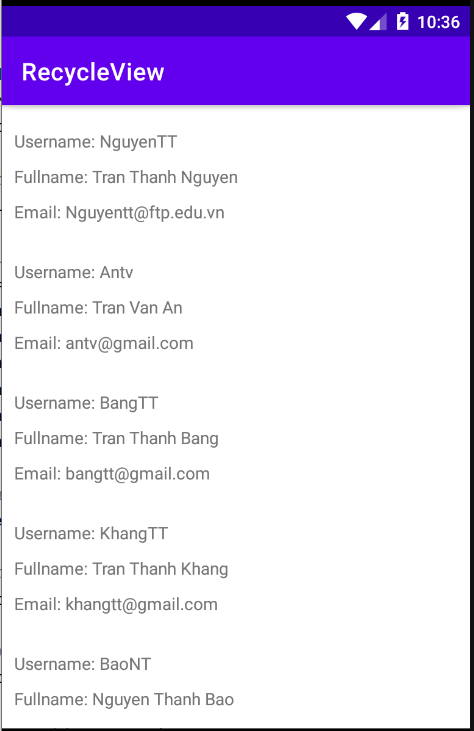 10:36
RecycleView
Username: NguyenTT
Fullname: Tran Thanh Nguyen
Email: Nguyentt@ftp.edu.vn
Username: Antv
Fullname: Tran Van An
Email: antv@gmail.com
Username: BangTT
Fullname: Tran Thanh Bang
Email: bangtt@gmail.com
Username: KhangTT
Fullname: Tran Thanh Khang
Email: khangtt@gmail.com
Username: BaoNT
Fullname: Nguyen Thanh Bao